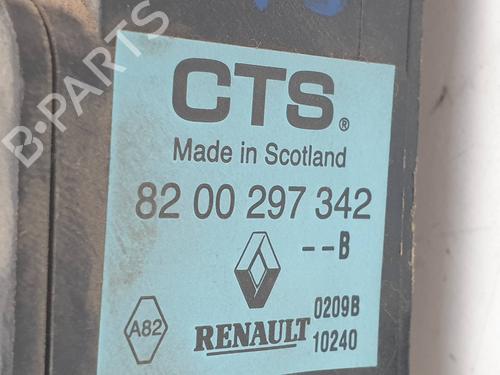 CTS®
Made in Scotland
82 00 297 342
--B
A82
RENAULT
0209B
10240
B-PARTS